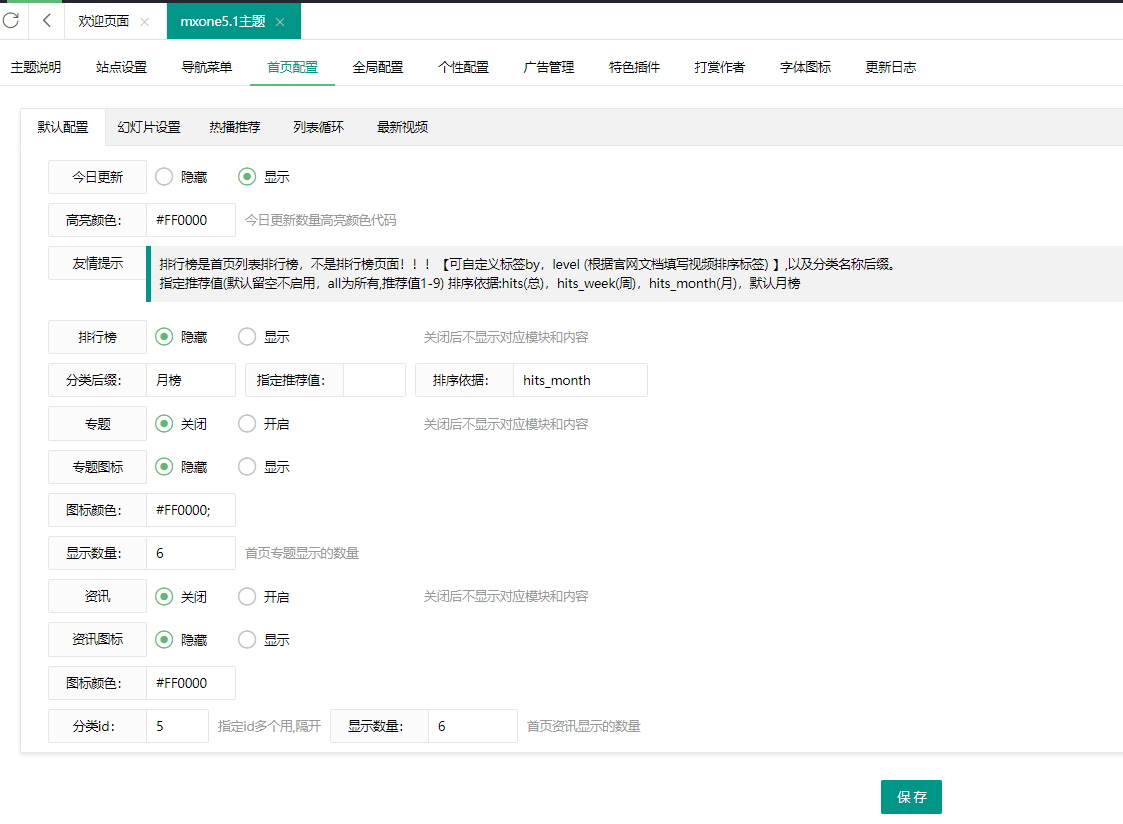 欢迎页面 mxone5.1主题
主题说明 站点设置 导航菜单 首页配置 全局配置 个性配置 广告管理 特色插件 打赏作者 字体图标 更新日志
默认配置 幻灯片设置 热播推荐 列表循环 最新视频
今日更新 隐藏 显示
高亮颜色： #FF0000 今日更新数量高亮颜色代码
友情提示 排行榜是首页列表排行榜，不是排行榜页面！！！【可自定义标签by，level (根据官网文档填写视频排序标签) 】,以及分类名称后缀。
指定推荐值(默认留空不启用，all为所有,推荐值1-9) 排序依据:hits(总)，hits_week(周)，hits_month(月)，默认月榜
排行榜 隐藏 显示 关闭后不显示对应模块和内容
分类后缀： 月榜 指定推荐值： 排序依据： hits_month
专题 关闭 开启 关闭后不显示对应模块和内容
专题图标 隐藏 显示
图标颜色： #FF0000;
显示数量： 6 首页专题显示的数量
资讯 关闭 开启 关闭后不显示对应模块和内容
资讯图标 隐藏 显示
图标颜色： #FF0000
分类id： 5 指定id多个用,隔开 显示数量： 6 首页资讯显示的数量
保存